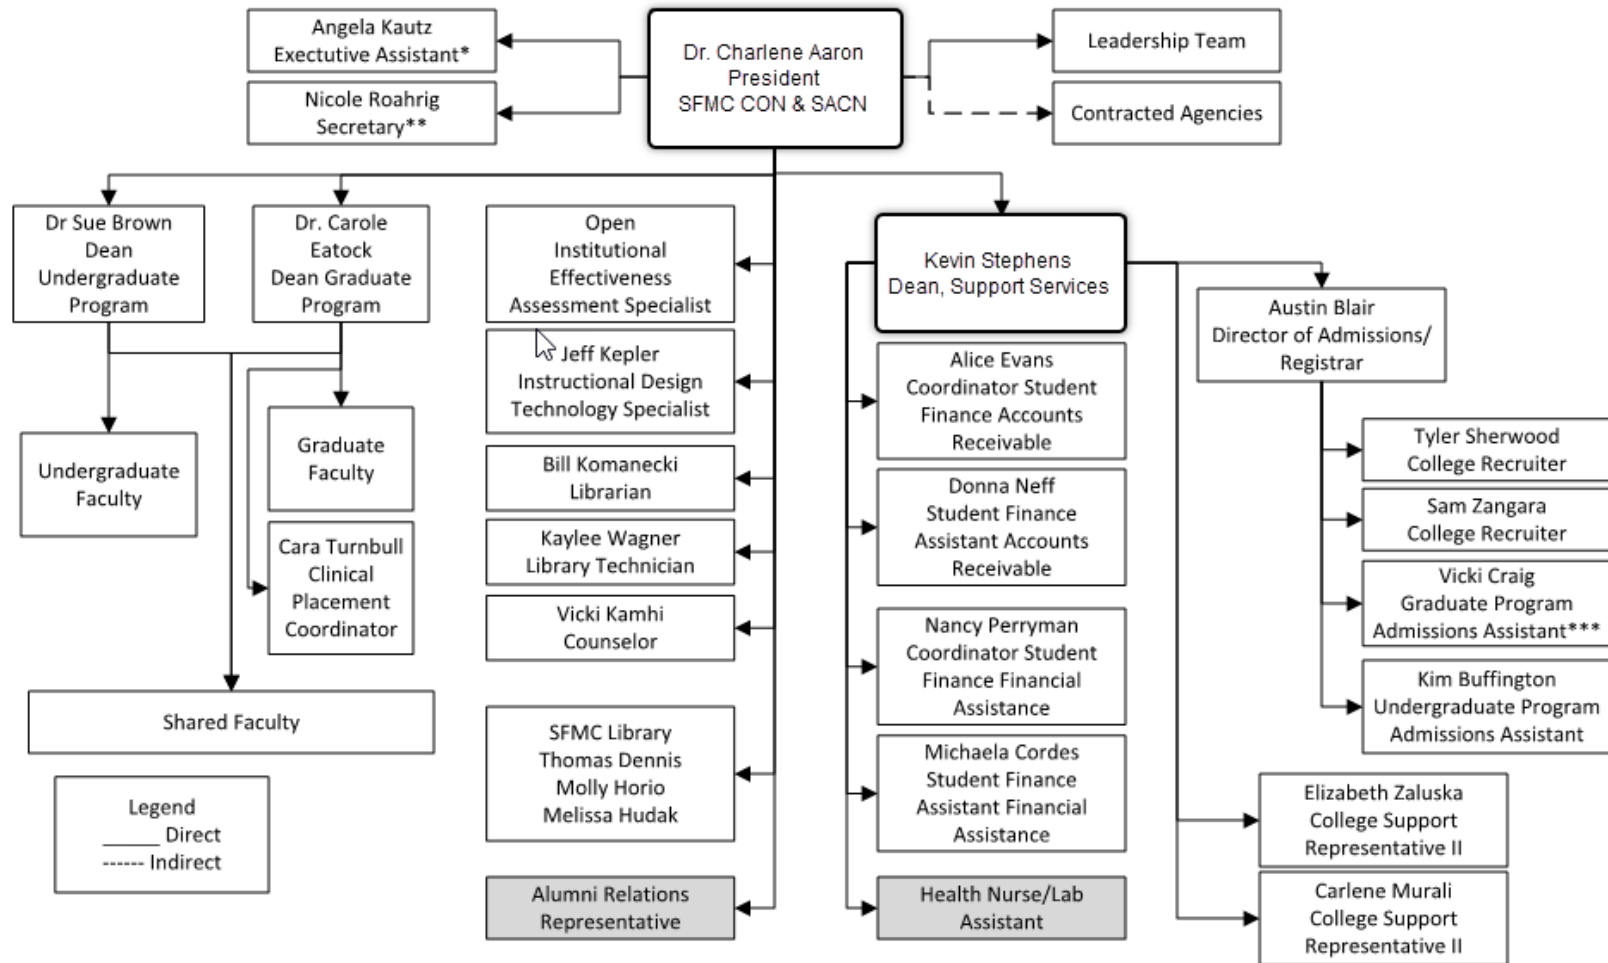 Angela Kautz
Exectutive Assistant*
Nicole Roahrig
Secretary**
Dr. Charlene Aaron
President
SFMC CON & SACN
Leadership Team
Contracted Agencies
Dr Sue Brown
Dean
Undergraduate
Program
Dr. Carole
Eatock
Dean Graduate
Program
Undergraduate
Faculty
Graduate
Faculty
Cara Turnbull
Clinical
Placement
Coordinator
Shared Faculty
Legend
_____ Direct
------ Indirect
Open
Institutional
Effectiveness
Assessment Specialist
Jeff Kepler
Instructional Design
Technology Specialist
Bill Komanecki
Librarian
Kaylee Wagner
Library Technician
Vicki Kamhi
Counselor
SFMC Library
Thomas Dennis
Molly Horio
Melissa Hudak
Alumni Relations
Representative
Kevin Stephens
Dean, Support Services
Alice Evans
Coordinator Student
Finance Accounts
Receivable
Donna Neff
Student Finance
Assistant Accounts
Receivable
Nancy Perryman
Coordinator Student
Finance Financial
Assistance
Michaela Cordes
Student Finance
Assistant Financial
Assistance
Health Nurse/Lab
Assistant
Austin Blair
Director of Admissions/
Registrar
Tyler Sherwood
College Recruiter
Sam Zangara
College Recruiter
Vicki Craig
Graduate Program
Admissions Assistant***
Kim Buffington
Undergraduate Program
Admissions Assistant
Elizabeth Zaluska
College Support
Representative II
Carlene Murali
College Support
Representative II